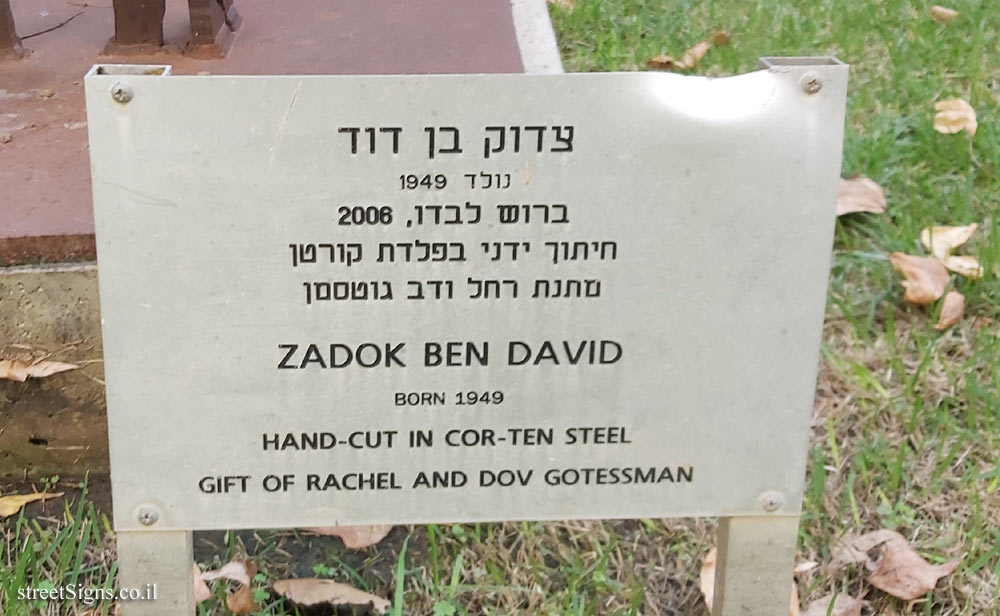 צדוק בן דוד
נולד 1949
ברוש לבדו, 2006
חיתוך ידני בפלדת קורטן
מתנת רחל ודב גוטסמן
ZADOK BEN DAVID
BORN 1949
HAND-CUT IN COR-TEN STEEL
GIFT OF RACHEL AND DOV GOTESSMAN
streetSigns.co.il